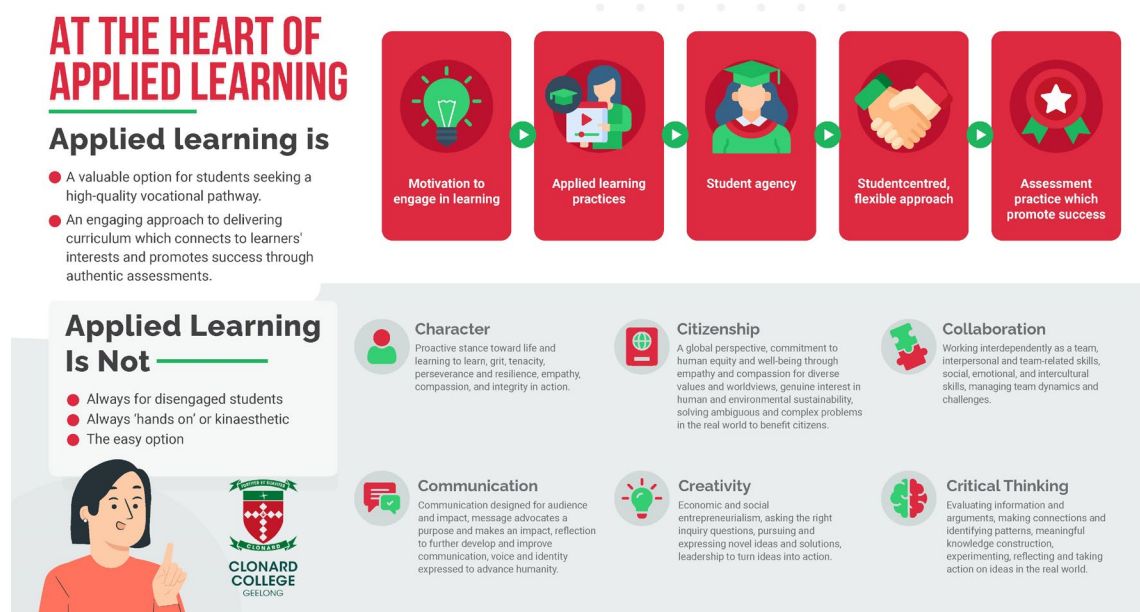 AT THE HEART OF
APPLIED LEARNING
Applied learning is
A valuable option for students seeking a
high-quality vocational pathway.
An engaging approach to delivering
curriculum which connects to learners'
interests and promotes success through
authentic assessments.
Motivation to
engage in learning
Applied learning
practices
Student agency
Studentcentred,
flexible approach
Assessment
practice which
promote success
Applied Learning
Is Not
Always for disengaged students
Always ‘hands on’ or kinaesthetic
The easy option
Character
Proactive stance toward life and
learning to learn, grit, tenacity,
perseverance and resilience, empathy,
compassion, and integrity in action.
Citizenship
A global perspective, commitment to
human equity and well-being through
empathy and compassion for diverse
values and worldviews, genuine interest in
human and environmental sustainability,
solving ambiguous and complex problems
in the real world to benefit citizens.
Collaboration
Working interdependently as a team,
interpersonal and team-related skills,
social, emotional, and intercultural
skills, managing team dynamics and
challenges.
Communication
Communication designed for audience
and impact, message advocates a
purpose and makes an impact, reflection
to further develop and improve
communication, voice and identity
expressed to advance humanity.
Creativity
Economic and social
entrepreneurialism, asking the right
inquiry questions, pursuing and
expressing novel ideas and solutions,
leadership to turn ideas into action.
Critical Thinking
Evaluating information and
arguments, making connections and
identifying patterns, meaningful
knowledge construction,
experimenting, reflecting and taking
action on ideas in the real world.
CLONARD
CLONARD
COLLEGE
GEELONG